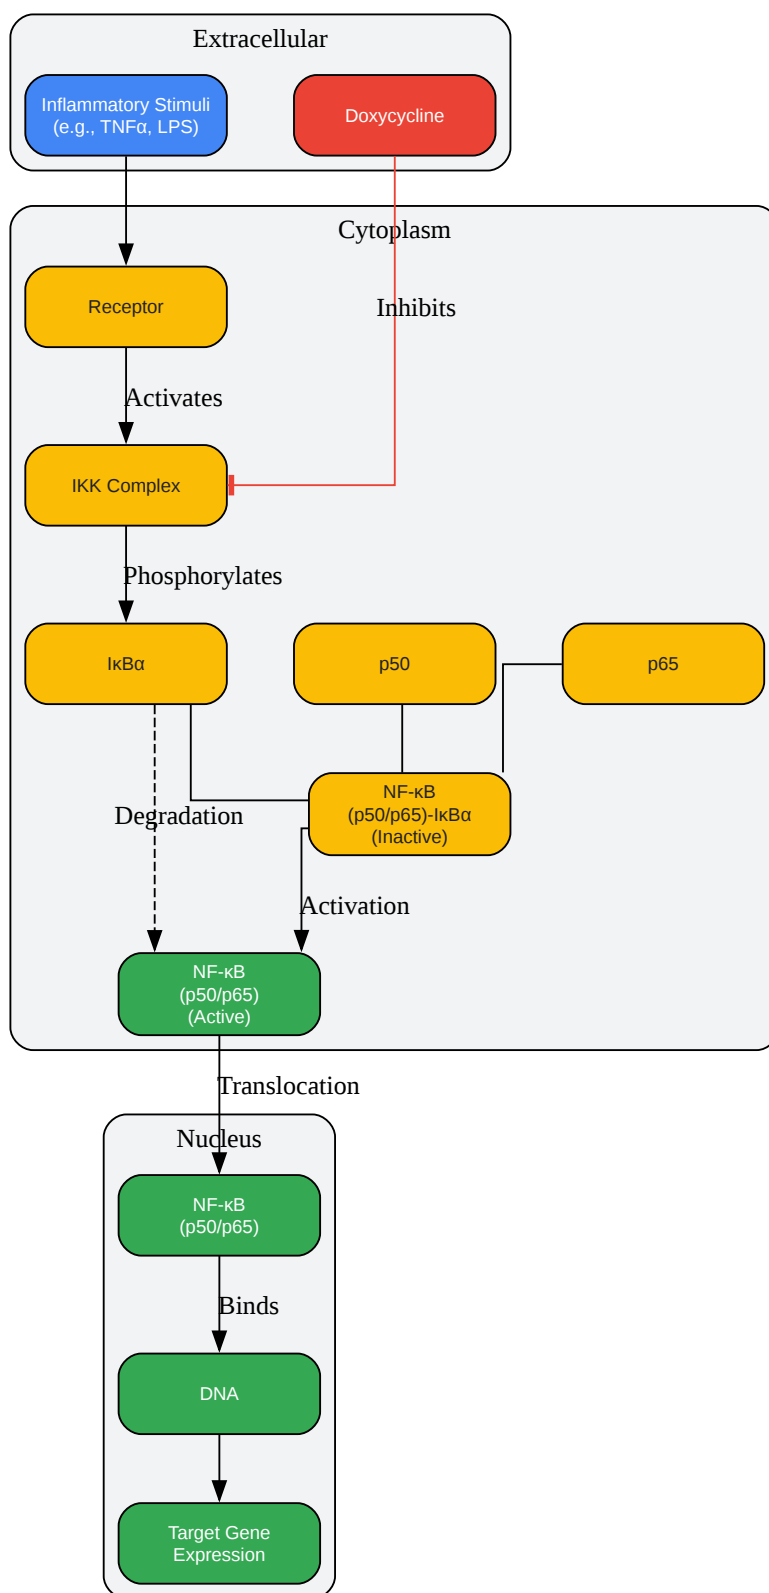 Extracellular
Inflammatory Stimuli
(e.g., TNFα, LPS)
Doxycycline
Cytoplasm
Receptor
Inhibits
Activates
IKK Complex
Phosphorylates
IκBα
p50
p65
NF-κB
(p50/p65)-IκBα
(Inactive)
Degradation
Activation
NF-κB
(p50/p65)
(Active)
Translocation
Nucleus
NF-κB
(p50/p65)
Binds
DNA
Target Gene
Expression